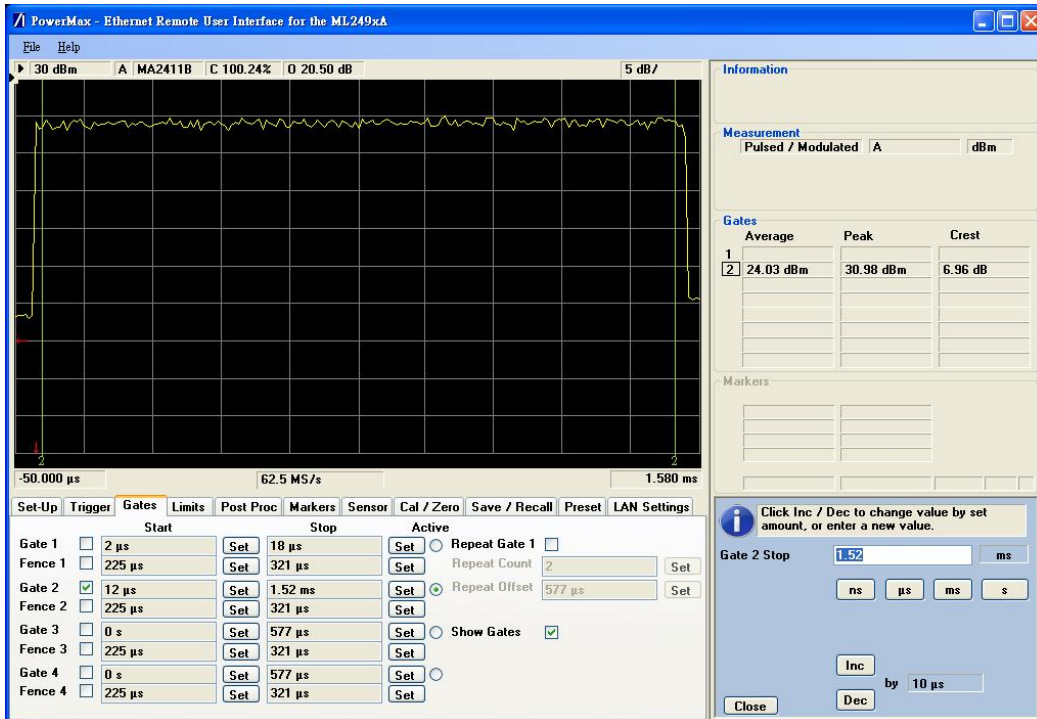 PowerMax - Ethernet Remote User Interface for the ML249xA
File Help
30 dBm A MA2411B C 100.24% O 20.50 dB 5 dB/
2 2
-50.000 µs 62.5 MS/s 1.580 ms
Set-Up Trigger Gates Limits Post Proc Markers Sensor Cal / Zero Save / Recall Preset LAN Settings
Start Stop Active
Gate 1 2 µs Set 18 µs Set Repeat Gate 1
Fence 1 225 µs Set 321 µs Set Repeat Count 2 Set
Gate 2 12 µs Set 1.52 ms Set Repeat Offset 577 µs Set
Fence 2 225 µs Set 321 µs Set
Gate 3 0 s Set 577 µs Set Show Gates
Fence 3 225 µs Set 321 µs Set
Gate 4 0 s Set 577 µs Set
Fence 4 225 µs Set 321 µs Set
Information
Measurement
Pulsed / Modulated A dBm
Gates
Average Peak Crest
1
2 24.03 dBm 30.98 dBm 6.96 dB
Markers
Click Inc / Dec to change value by set
amount, or enter a new value.
Gate 2 Stop 1.52 ms
ns µs ms s
Inc
by 10 µs
Close Dec